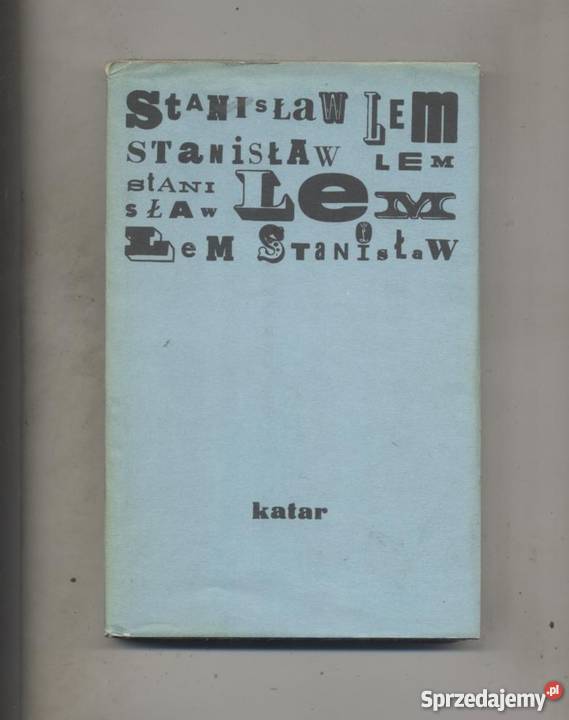 StANIsŁaW LEM
STanisŁAW LEM
StANI
sŁAw LeM
LeM STaNIsŁaW
katar
Sprzedajemy.pl